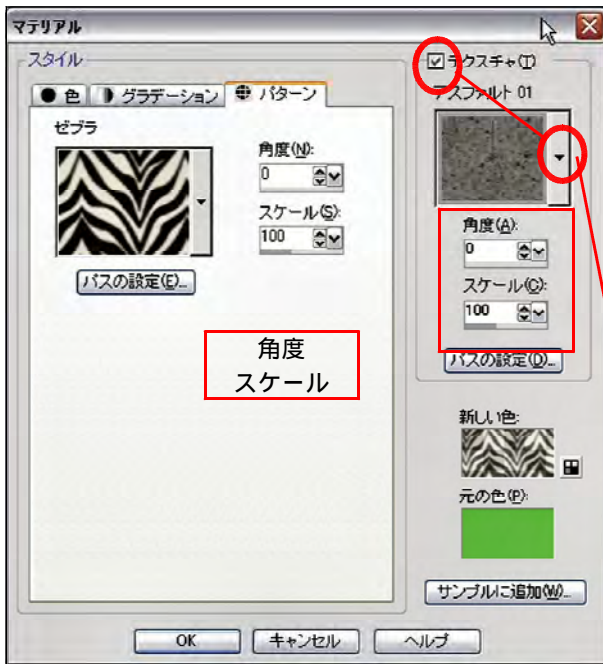 マテリアル
スタイル
色
グラデーション
パターン
ゼブラ
角度(N):
0
スケール(S):
100
パスの設定(E)...
角度
スケール
テクスチャ(T)
アスファルト 01
角度(A):
0
スケール(C):
100
パスの設定(D)...
新しい色:
元の色(P):
サンプルに追加(W)...
OK
キャンセル
ヘルプ